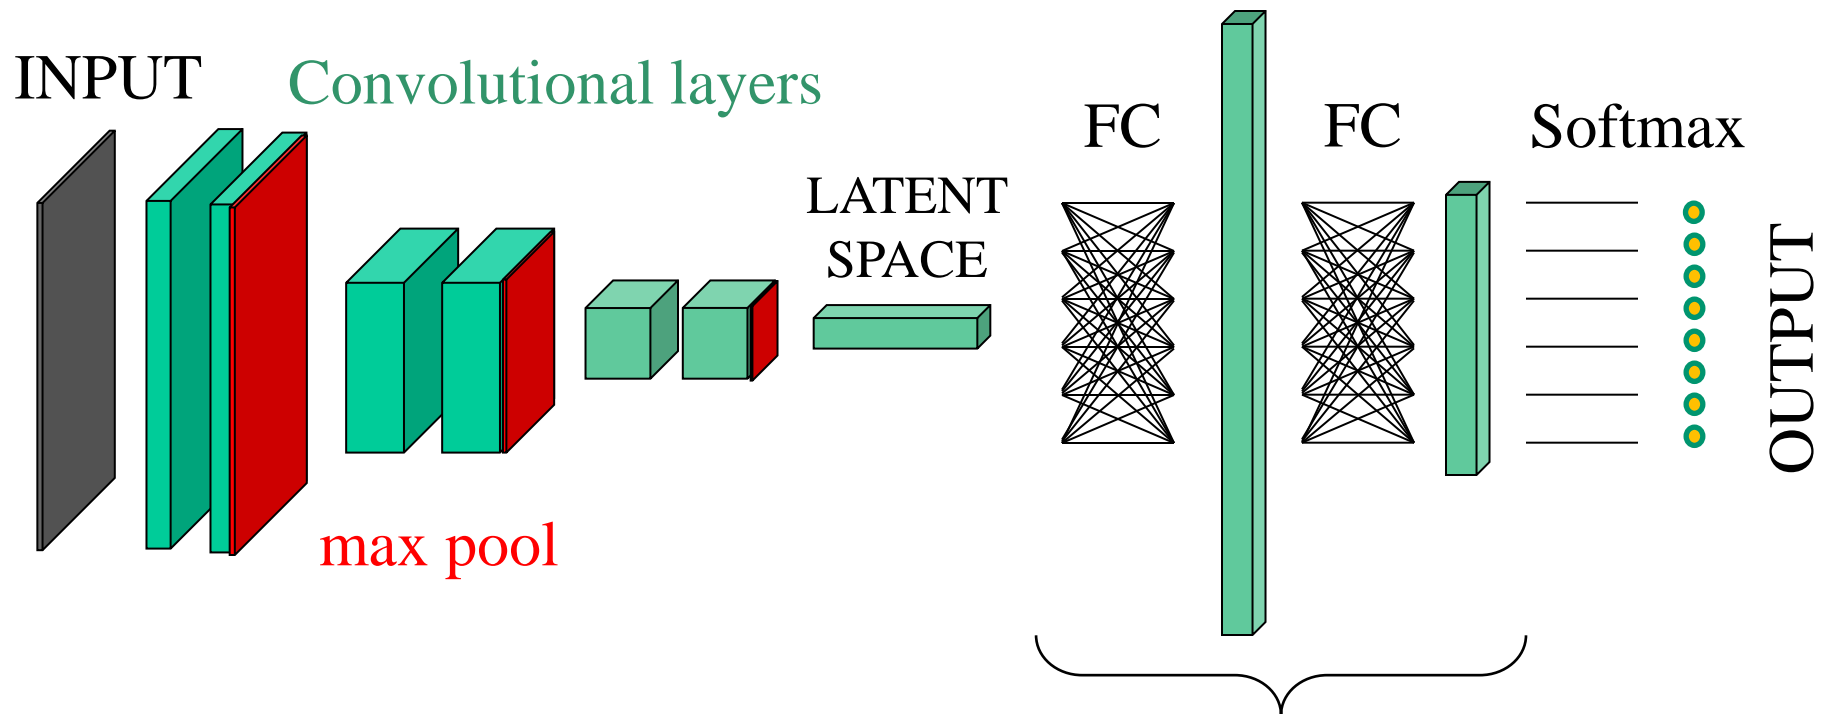 INPUT
Convolutional layers
max pool
LATENT
SPACE
FC
FC
Softmax
OUTPUT